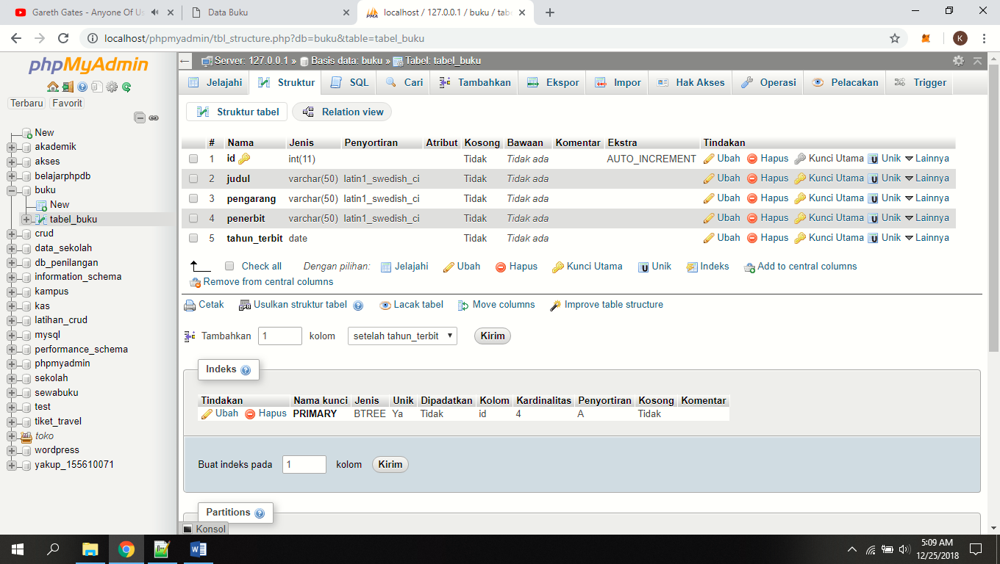 Gareth Gates - Anyone Of Us
Data Buku
localhost / 127.0.0.1 / buku / tabe
localhost/phpmyadmin/tbl_structure.php?db=buku&table=tabel_buku
K
phpMyAdmin
Terbaru Favorit
New
akademik
akses
belajarphpdb
buku
New
tabel_buku
crud
data_sekolah
db_penilangan
information_schema
kampus
kas
latihan_crud
mysql
performance_schema
phpmyadmin
sekolah
sewabuku
test
tiket_travel
toko
wordpress
yakup_155610071
Server: 127.0.0.1 » Basis data: buku » Tabel: tabel_buku
Jelajahi Struktur SQL Cari Tambahkan Ekspor Impor Hak Akses Operasi Pelacakan Trigger
Struktur tabel Relation view
# Nama Jenis Penyortiran Atribut Kosong Bawaan Komentar Ekstra Tindakan
1 id int(11) Tidak Tidak ada AUTO_INCREMENT Ubah Hapus Kunci Utama Unik Lainnya
2 judul varchar(50) latin1_swedish_ci Tidak Tidak ada Ubah Hapus Kunci Utama Unik Lainnya
3 pengarang varchar(50) latin1_swedish_ci Tidak Tidak ada Ubah Hapus Kunci Utama Unik Lainnya
4 penerbit varchar(50) latin1_swedish_ci Tidak Tidak ada Ubah Hapus Kunci Utama Unik Lainnya
5 tahun_terbit date Tidak Tidak ada Ubah Hapus Kunci Utama Unik Lainnya
Check all Dengan pilihan: Jelajahi Ubah Hapus Kunci Utama Unik Indeks Add to central columns
Remove from central columns
Cetak Usulkan struktur tabel Lacak tabel Move columns Improve table structure
Tambahkan 1 kolom setelah tahun_terbit Kirim
Indeks
Tindakan Nama kunci Jenis Unik Dipadatkan Kolom Kardinalitas Penyortiran Kosong Komentar
Ubah Hapus PRIMARY BTREE Ya Tidak id 4 A Tidak
Buat indeks pada 1 kolom Kirim
Partitions
Konsol
5:09 AM
12/25/2018